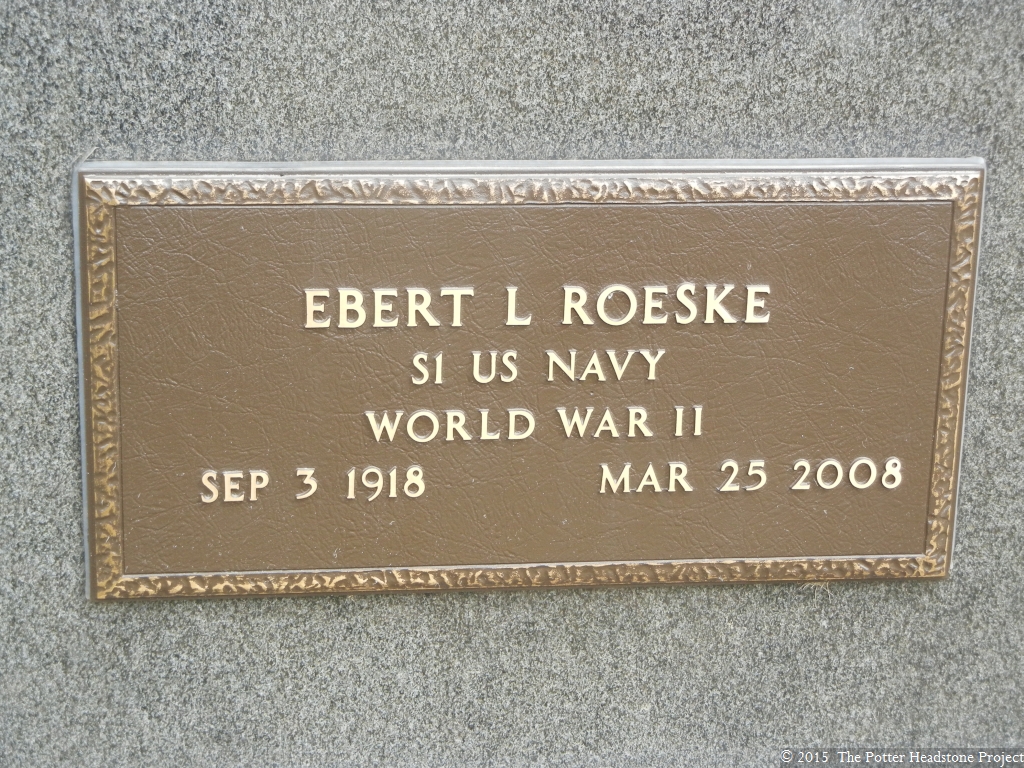 EBERT L ROESKE
S1 US NAVY
WORLD WAR II
SEP 3 1918 MAR 25 2008
© 2015 The Potter Headstone Project